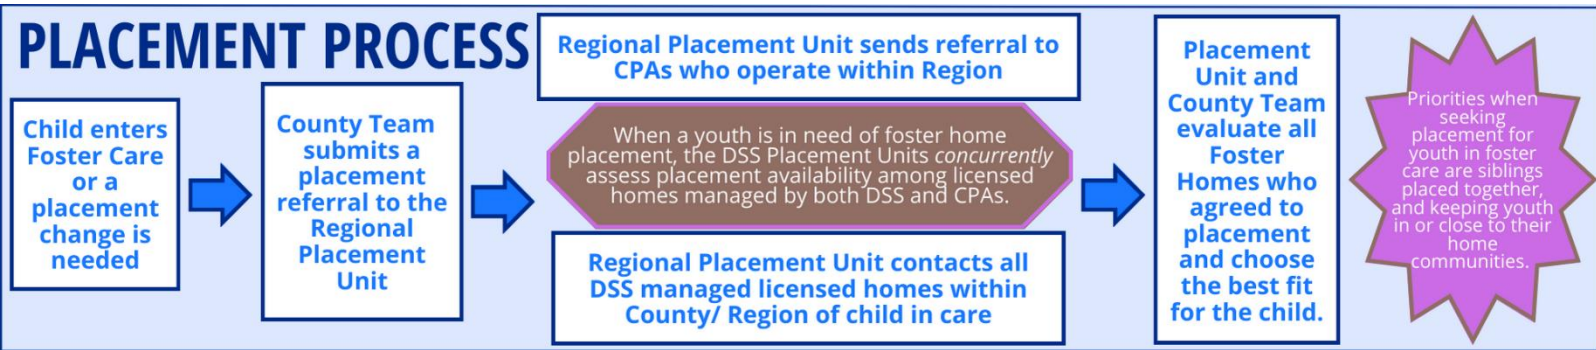 PLACEMENT PROCESS
Child enters
Foster Care
or a
placement
change is
needed
County Team
submits a
placement
referral to the
Regional
Placement
Unit
Regional Placement Unit sends referral to
CPAs who operate within Region
When a youth is in need of foster home
placement, the DSS Placement Units concurrently
assess placement availability among licensed
homes managed by both DSS and CPAs.
Regional Placement Unit contacts all
DSS managed licensed homes within
County/ Region of child in care
Placement
Unit and
County Team
evaluate all
Foster
Homes who
agreed to
placement
and choose
the best fit
for the child.
Priorities when
seeking
placement for
youth in foster
care are siblings
placed together,
and keeping youth
in or close to their
home
communities.